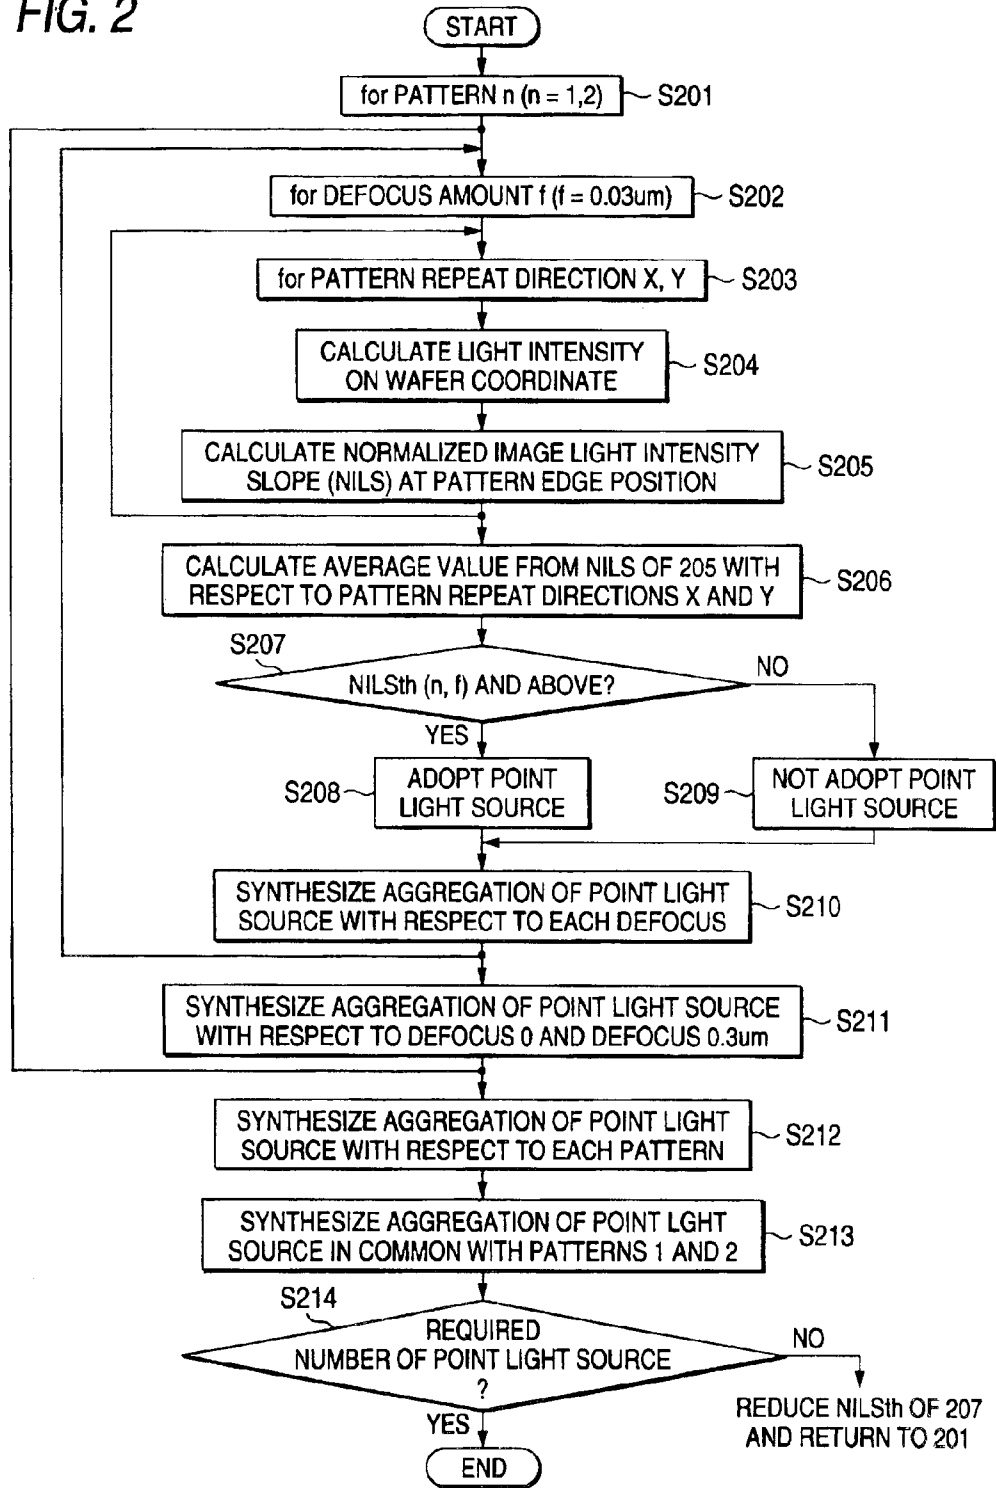 FIG. 2
START
for PATTERN n (n = 1,2)
S201
for DEFOCUS AMOUNT f (f = 0.03um)
S202
for PATTERN REPEAT DIRECTION X, Y
S203
CALCULATE LIGHT INTENSITY
ON WAFER COORDINATE
S204
CALCULATE NORMALIZED IMAGE LIGHT INTENSITY
SLOPE (NILS) AT PATTERN EDGE POSITION
S205
CALCULATE AVERAGE VALUE FROM NILS OF 205 WITH
RESPECT TO PATTERN REPEAT DIRECTIONS X AND Y
S206
S207
NILSth (n, f) AND ABOVE?
NO
YES
S208
ADOPT POINT
LIGHT SOURCE
S209
NOT ADOPT POINT
LIGHT SOURCE
SYNTHESIZE AGGREGATION OF POINT LIGHT
SOURCE WITH RESPECT TO EACH DEFOCUS
S210
SYNTHESIZE AGGREGATION OF POINT LIGHT SOURCE
WITH RESPECT TO DEFOCUS 0 AND DEFOCUS 0.3um
S211
SYNTHESIZE AGGREGATION OF POINT LIGHT
SOURCE WITH RESPECT TO EACH PATTERN
S212
SYNTHESIZE AGGREGATION OF POINT LGHT
SOURCE IN COMMON WITH PATTERNS 1 AND 2
S213
S214
REQUIRED
NUMBER OF POINT LIGHT SOURCE
?
NO
REDUCE NILSth OF 207
AND RETURN TO 201
YES
END